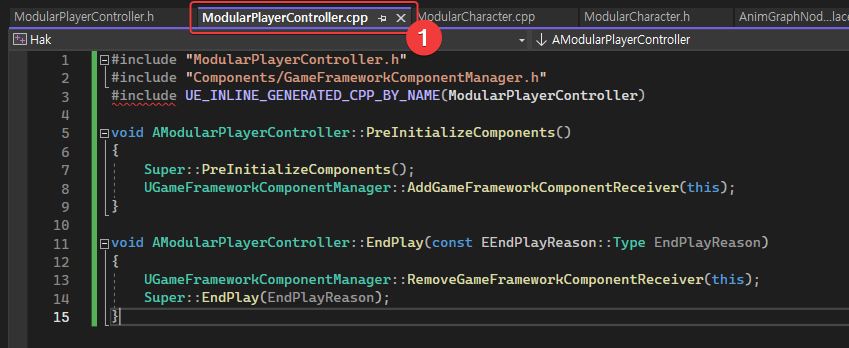 ModularPlayerController.h ModularPlayerController.cpp ModularCharacter.cpp ModularCharacter.h AnimGraphNod...lac
1
Hak AModularPlayerController
1 #include "ModularPlayerController.h"
2 #include "Components/GameFrameworkComponentManager.h"
3 #include UE_INLINE_GENERATED_CPP_BY_NAME(ModularPlayerController)
4
5 void AModularPlayerController::PreInitializeComponents()
6 {
7 Super::PreInitializeComponents();
8 UGameFrameworkComponentManager::AddGameFrameworkComponentReceiver(this);
9 }
10
11 void AModularPlayerController::EndPlay(const EEndPlayReason::Type EndPlayReason)
12 {
13 UGameFrameworkComponentManager::RemoveGameFrameworkComponentReceiver(this);
14 Super::EndPlay(EndPlayReason);
15 }